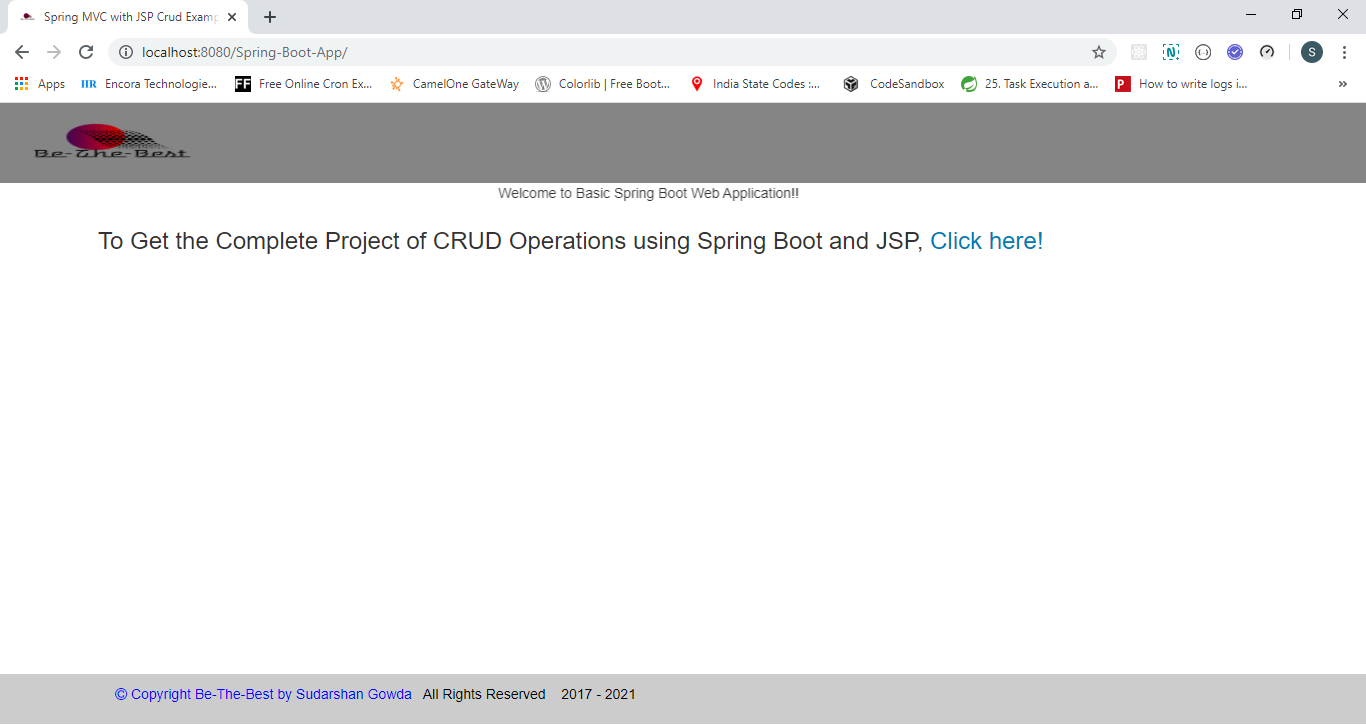 Spring MVC with JSP Crud Examp
localhost:8080/Spring-Boot-App/
S
Apps HR Encora Technologie... FF Free Online Cron Ex... CamelOne GateWay Colorlib | Free Boot... India State Codes :... CodeSandbox 25. Task Execution a... P How to write logs i... »
Be-The-Best
Welcome to Basic Spring Boot Web Application!!
To Get the Complete Project of CRUD Operations using Spring Boot and JSP, Click here!
© Copyright Be-The-Best by Sudarshan Gowda All Rights Reserved 2017 - 2021